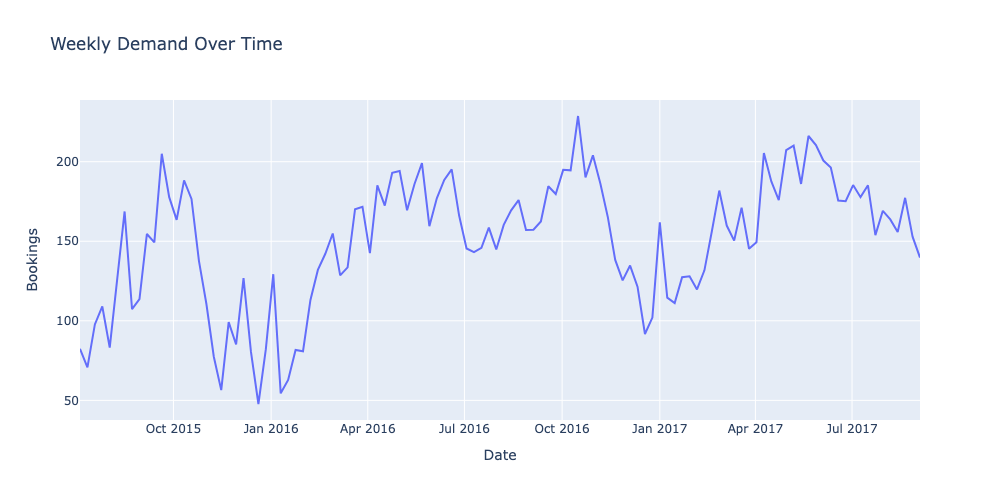 Weekly Demand Over Time
200
150
100
50
Bookings
Oct 2015
Jan 2016
Apr 2016
Jul 2016
Oct 2016
Jan 2017
Apr 2017
Jul 2017
Date